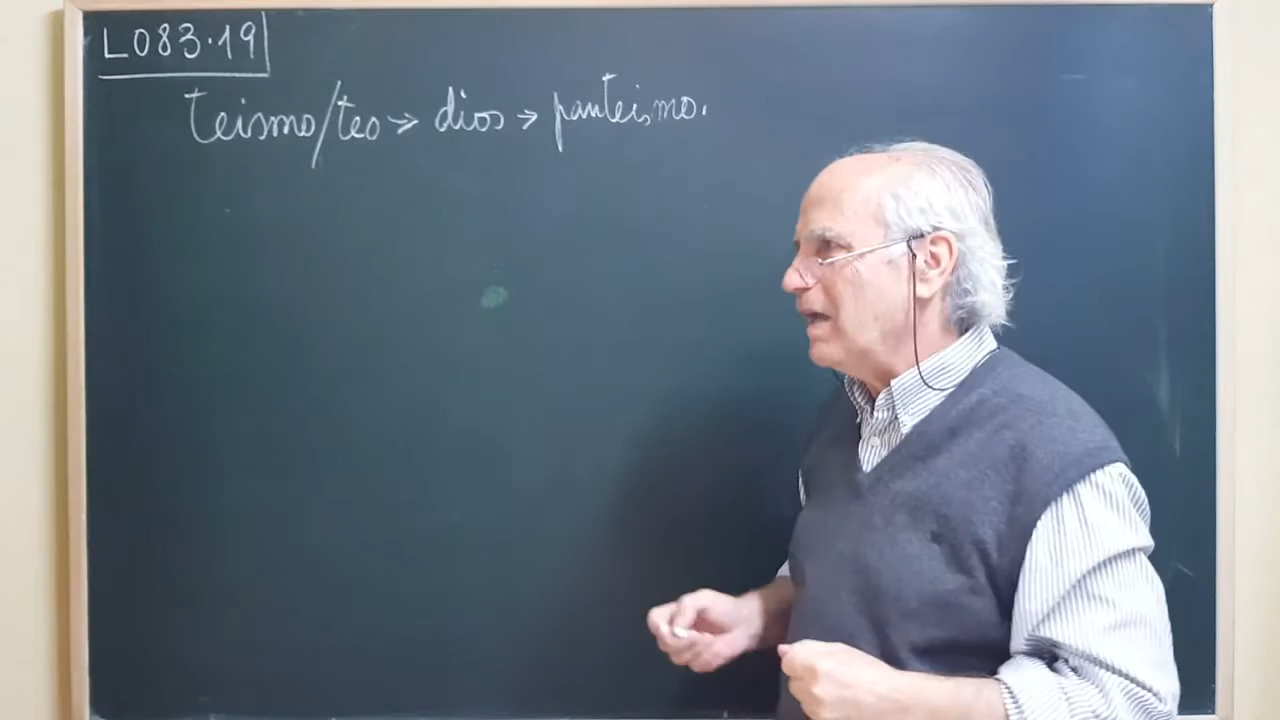 L083.19
teismo/teo → dios → panteismo.